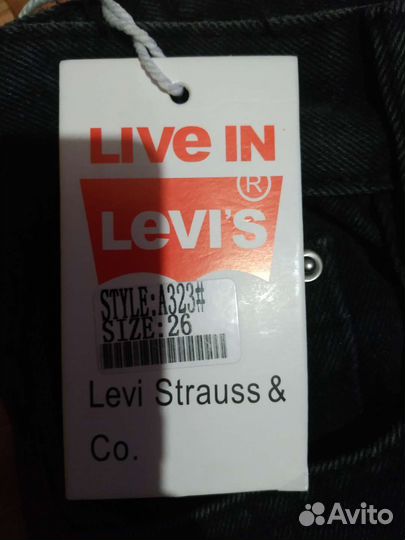 LIVE IN
LEVI'S®
STYLE:A323#
SIZE:26
Levi Strauss &
Co.
Avito